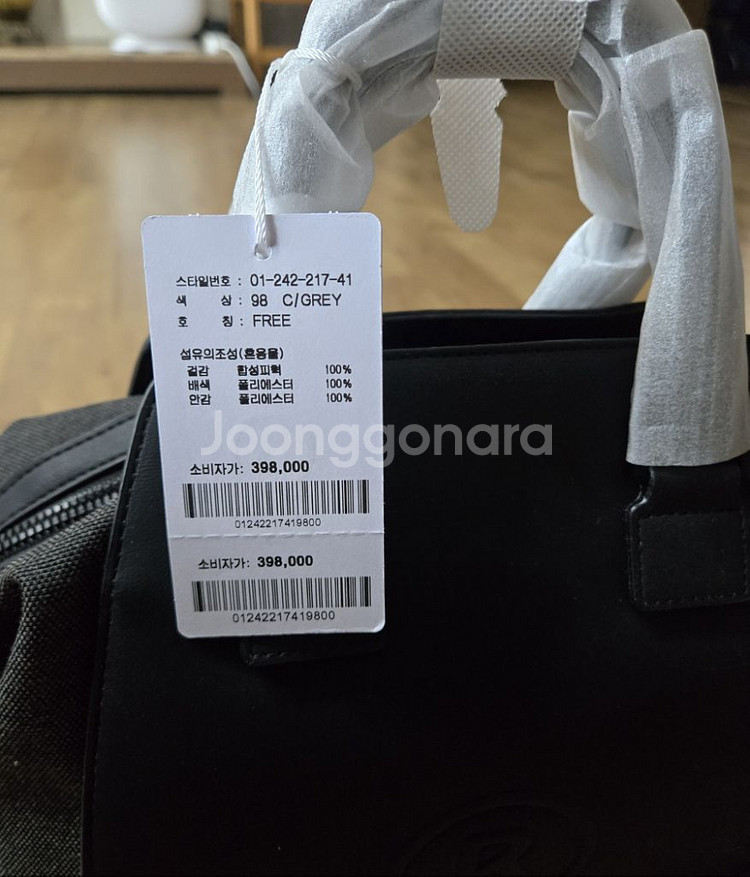 스타일번호 : 01-242-217-41
색 상 : 98 C/GREY
호 칭 : FREE
섬유의조성(혼용율)
겉감 합성피혁 100%
배색 폴리에스터 100%
안감 폴리에스터 100%
Joonggonara
소비자가: 398,000
01242217419800
소비자가: 398,000
01242217419800